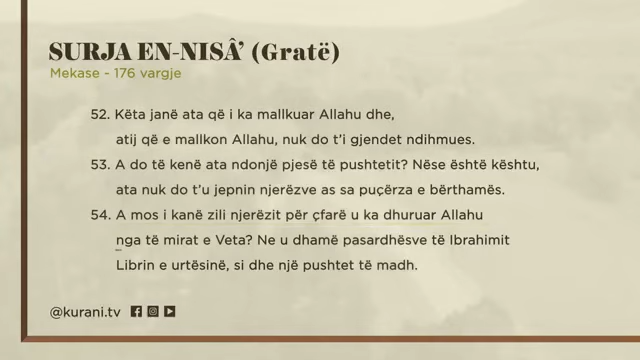 SURJA EN-NISÂ’ (Gratë)
Mekase - 176 vargje
52. Këta janë ata që i ka mallkuar Allahu dhe,
atij që e mallkon Allahu, nuk do t’i gjendet ndihmues.
53. A do të kenë ata ndonjë pjesë të pushtetit? Nëse është kështu,
ata nuk do t’u jepnin njerëzve as sa puçërza e bërthamës.
54. A mos i kanë zili njerëzit për çfarë u ka dhuruar Allahu
nga të mirat e Veta? Ne u dhamë pasardhësve të Ibrahimit
Librin e urtësinë, si dhe një pushtet të madh.
@kurani.tv